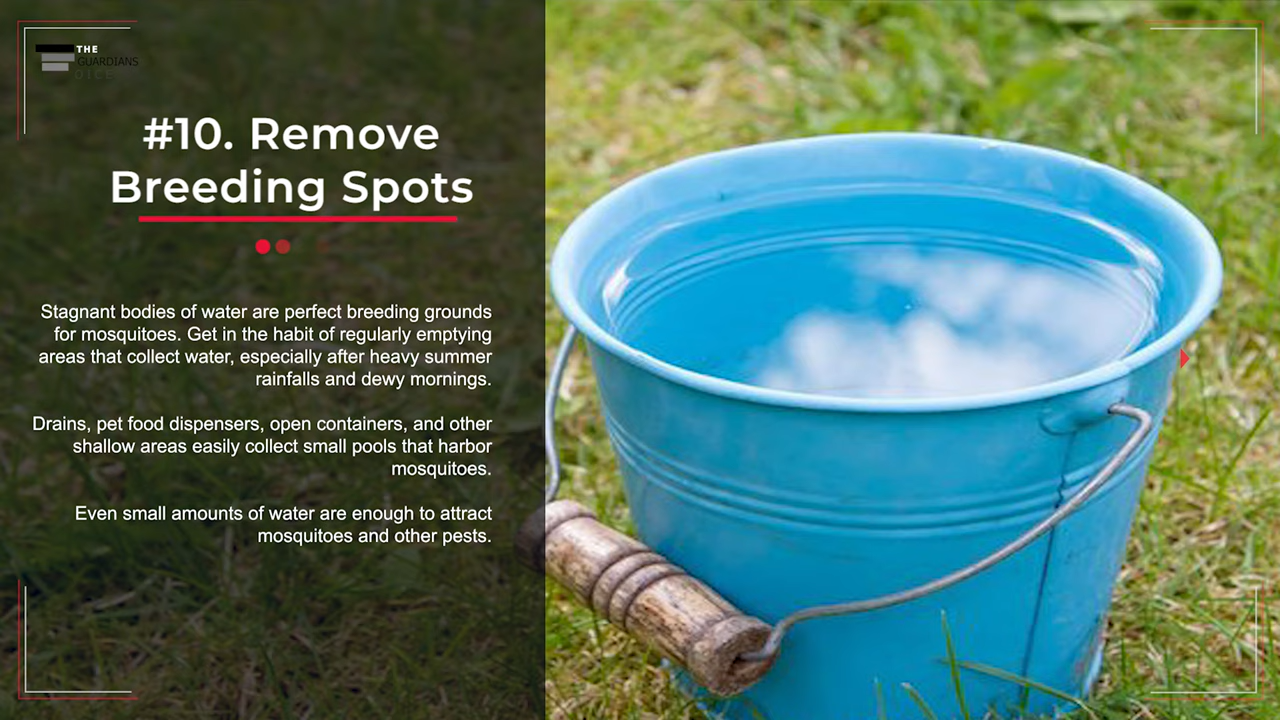 THE
GUARDIANS
DICE
#10. Remove
Breeding Spots
Stagnant bodies of water are perfect breeding grounds
for mosquitoes. Get in the habit of regularly emptying
areas that collect water, especially after heavy summer
rainfalls and dewy mornings.
Drains, pet food dispensers, open containers, and other
shallow areas easily collect small pools that harbor
mosquitoes.
Even small amounts of water are enough to attract
mosquitoes and other pests.